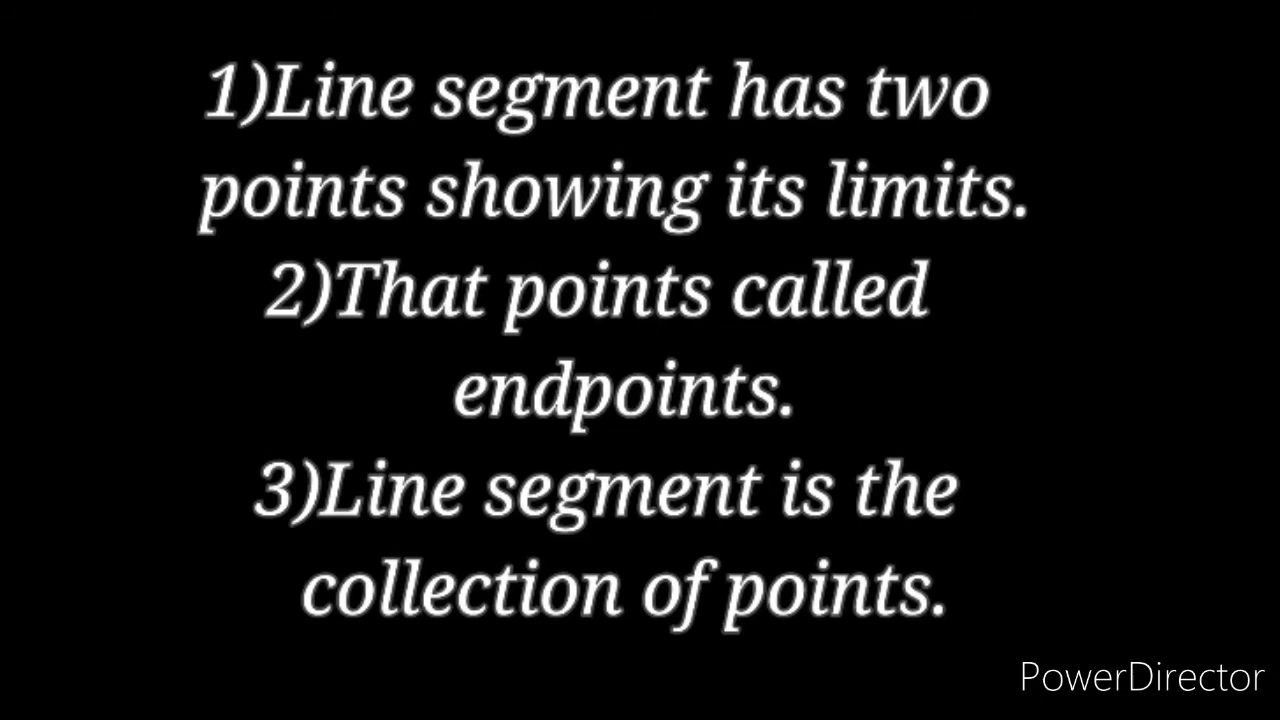 1)Line segment has two
points showing its limits.
2)That points called
endpoints.
3)Line segment is the
collection of points.
PowerDirector